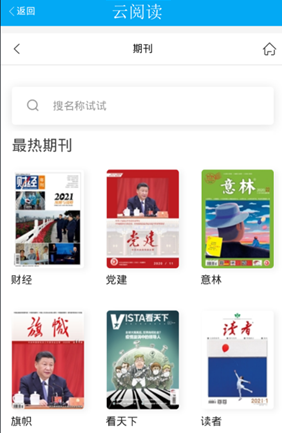 返回 云阅读
期刊
搜名称试试
最热期刊
财经
2021
党建
意林
财经 党建 意林
旗帜
VISTA看天下
读者
2021.1
旗帜 看天下 读者